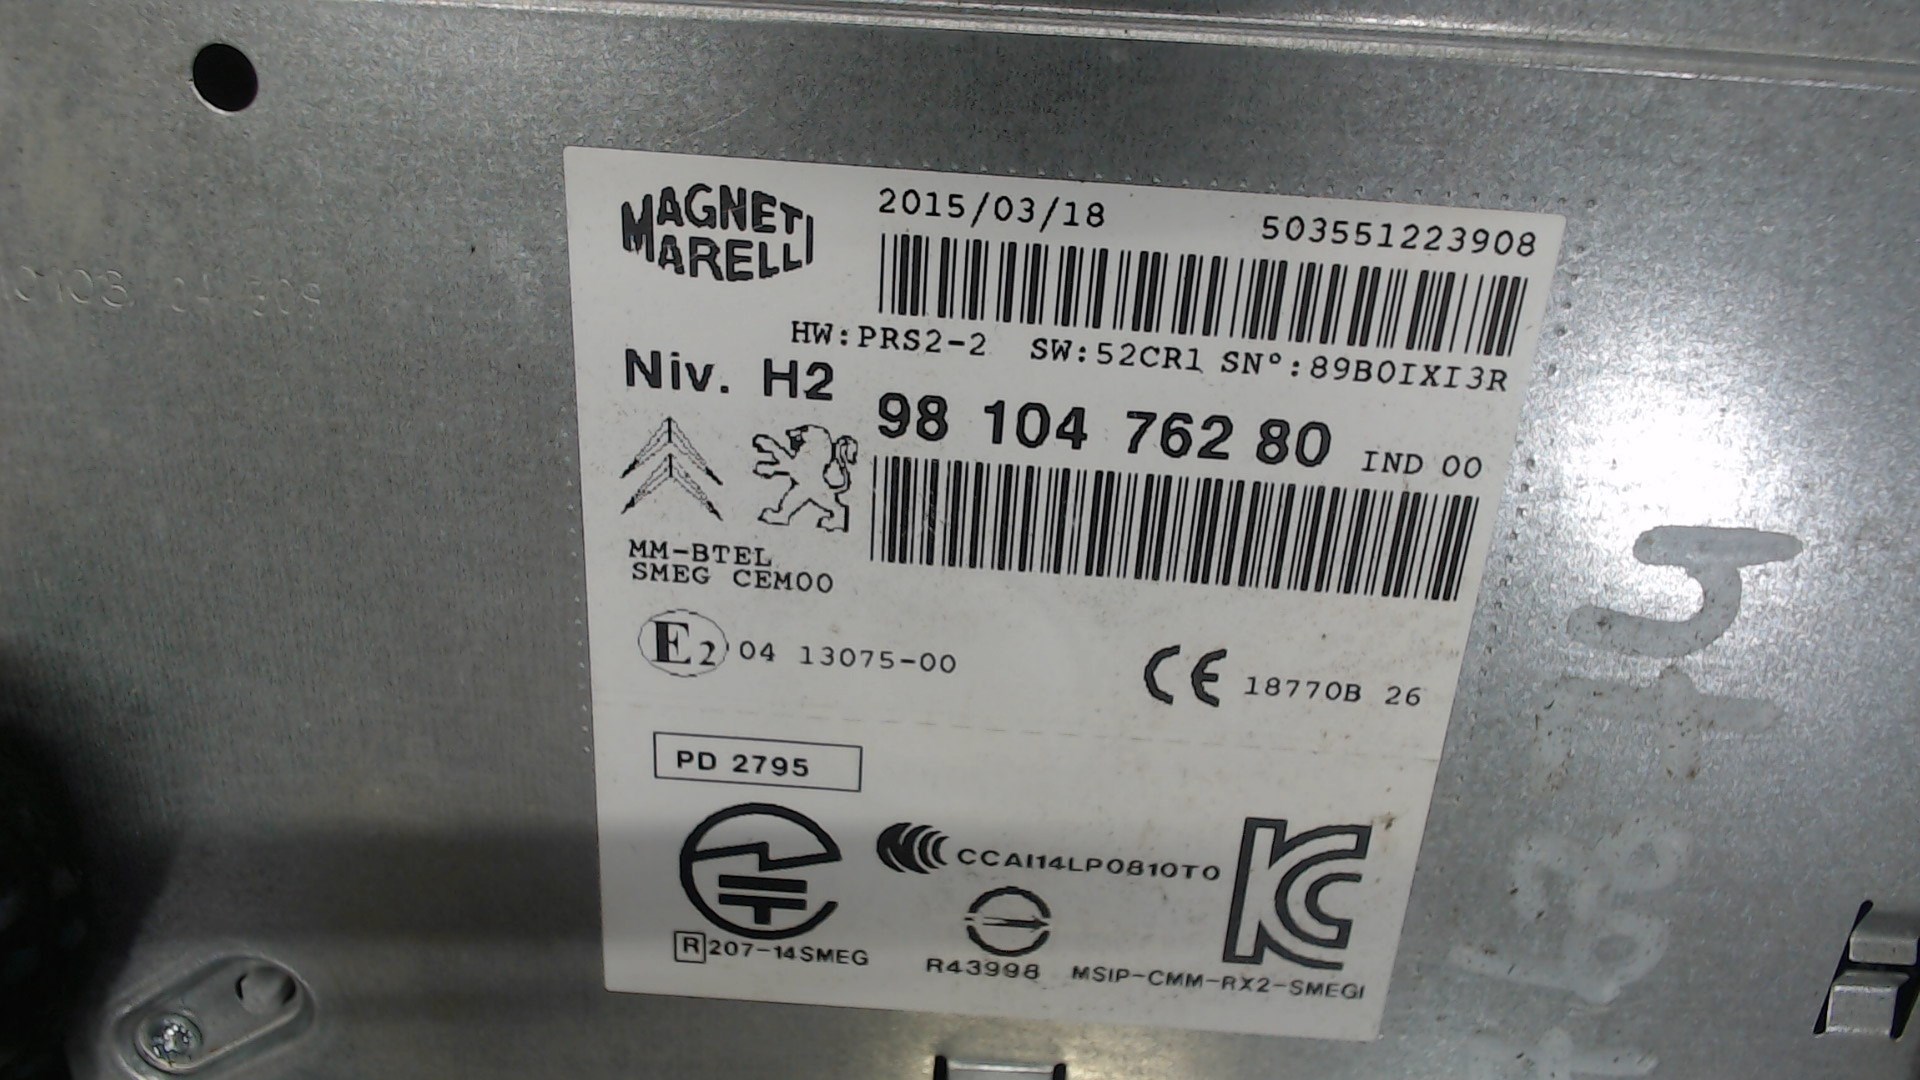 MAGNETI
MARELLI
2015/03/18
503551223908
HW:PRS2-2 SW:52CR1 SNº:89B0IXI3R
Niv. H2
98 104 762 80 IND 00
MM-BTEL
SMEG CEM00
E2 04 13075-00
CE 18770B 26
PD 2795
CCAI14LP0810T0
R 207-14SMEG
R43998
MSIP-CMM-RX2-SMEGI